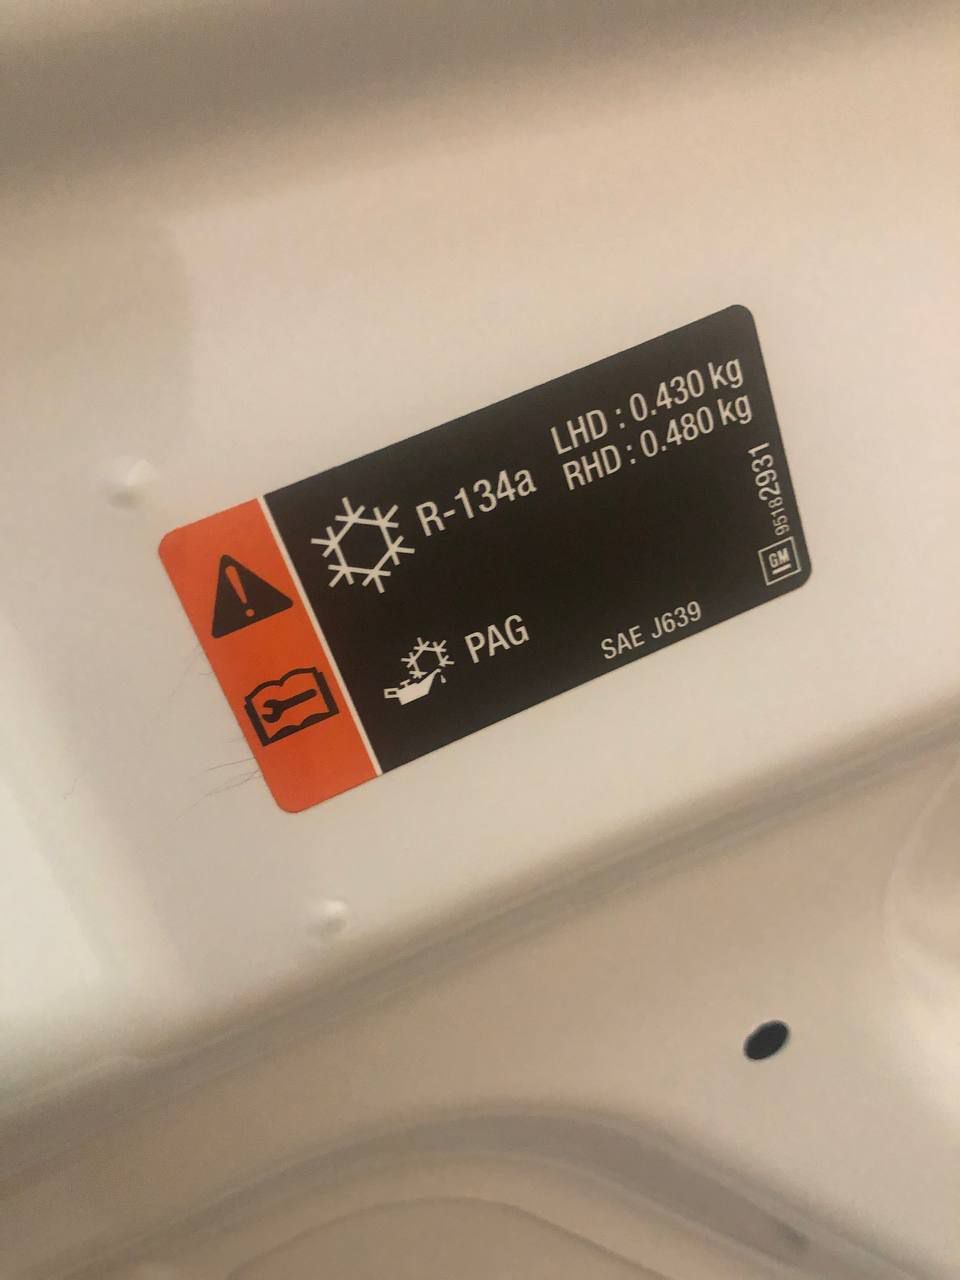 R-134a
LHD : 0.430 kg
RHD : 0.480 kg
PAG
SAE J639
GM
95182931